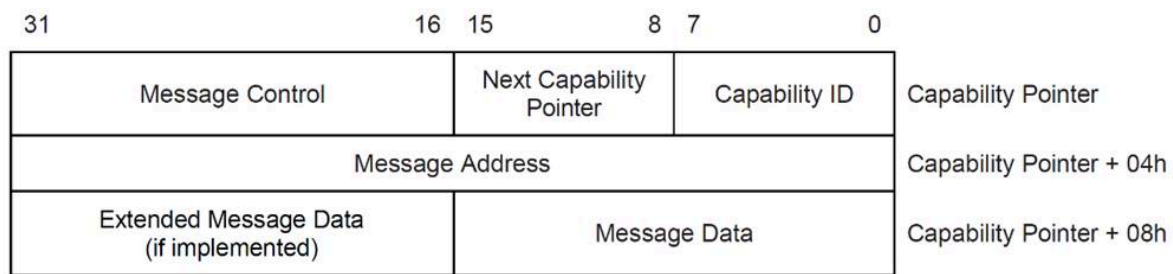 31 16 15 8 7 0
Message Control Next Capability Pointer Capability ID Capability Pointer
Message Address Capability Pointer + 04h
Extended Message Data (if implemented) Message Data Capability Pointer + 08h